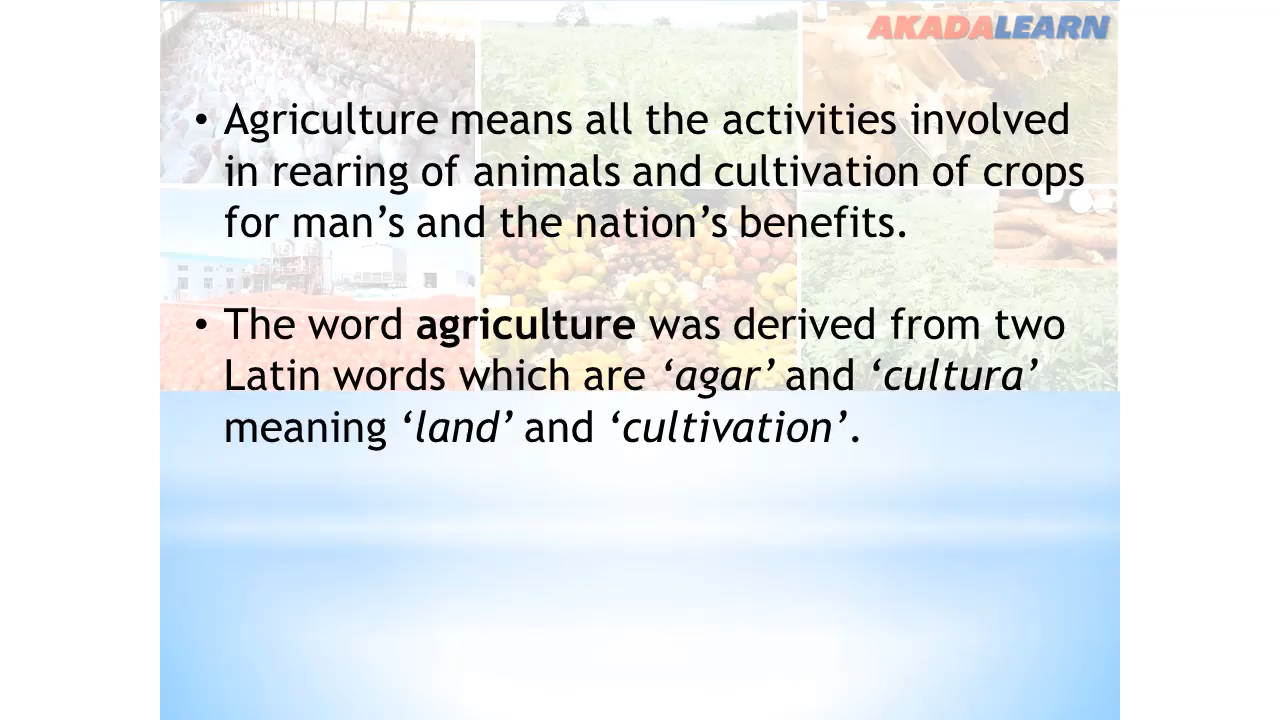 AKADALEARN
• Agriculture means all the activities involved
in rearing of animals and cultivation of crops
for man’s and the nation’s benefits.
• The word agriculture was derived from two
Latin words which are ‘agar’ and ‘cultura’
meaning ‘land’ and ‘cultivation’.